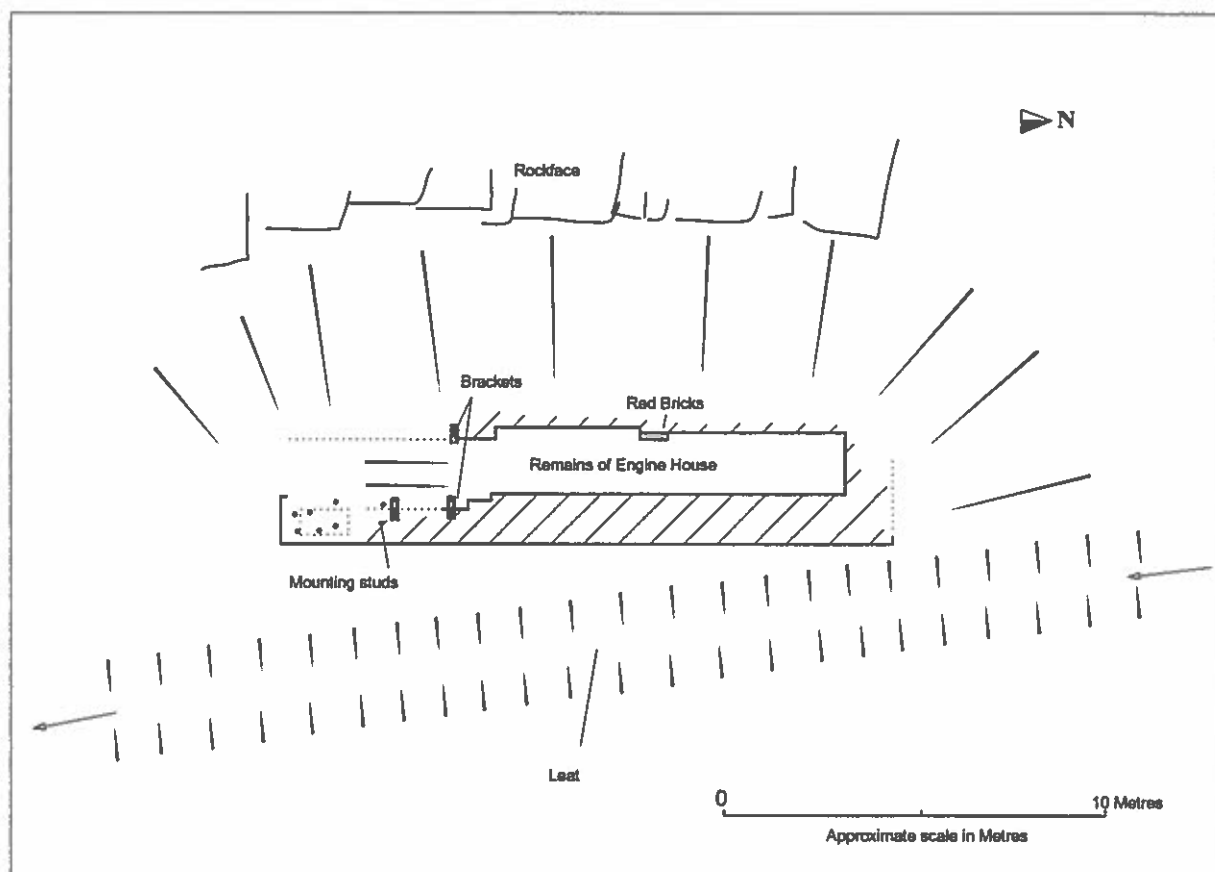 N
Rockface
Brackets
Red Bricks
Remains of Engine House
Mounting studs
Leat
0
10 Metres
Approximate scale in Metres